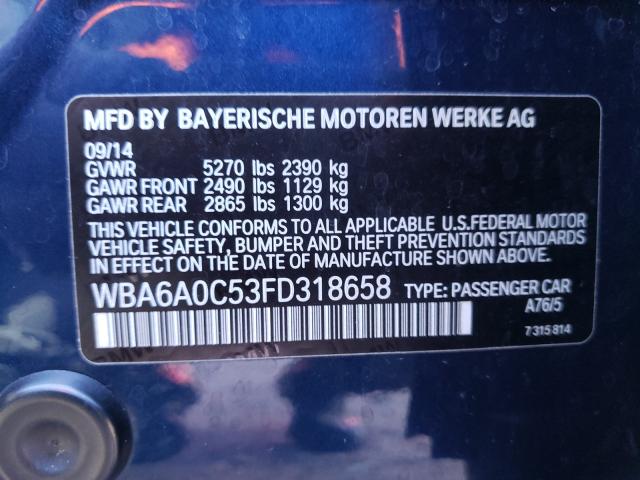 MFD BY BAYERISCHE MOTOREN WERKE AG
09/14
GVWR 5270 lbs 2390 kg
GAWR FRONT 2490 lbs 1129 kg
GAWR REAR 2865 lbs 1300 kg
THIS VEHICLE CONFORMS TO ALL APPLICABLE U.S.FEDERAL MOTOR
VEHICLE SAFETY, BUMPER AND THEFT PREVENTION STANDARDS
IN EFFECT ON THE DATE OF MANUFACTURE SHOWN ABOVE.
WBA6A0C53FD318658 TYPE: PASSENGER CAR
A76/5
7 315 814